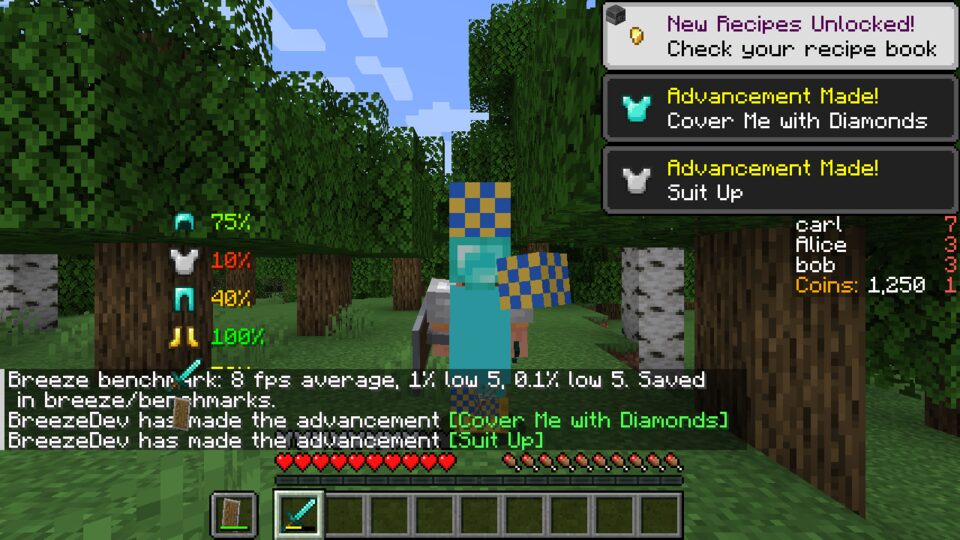 New Recipes Unlocked!
Check your recipe book
Advancement Made!
Cover Me with Diamonds
Advancement Made!
Suit Up
75%
10%
40%
100%
carl 7
Alice 3
bob 3
Coins: 1,250 1
Breeze benchmark: 8 fps average, 1% low 5, 0.1% low 5. Saved
in breeze/benchmarks.
BreezeDev has made the advancement [Cover Me with Diamonds]
BreezeDev has made the advancement [Suit Up]